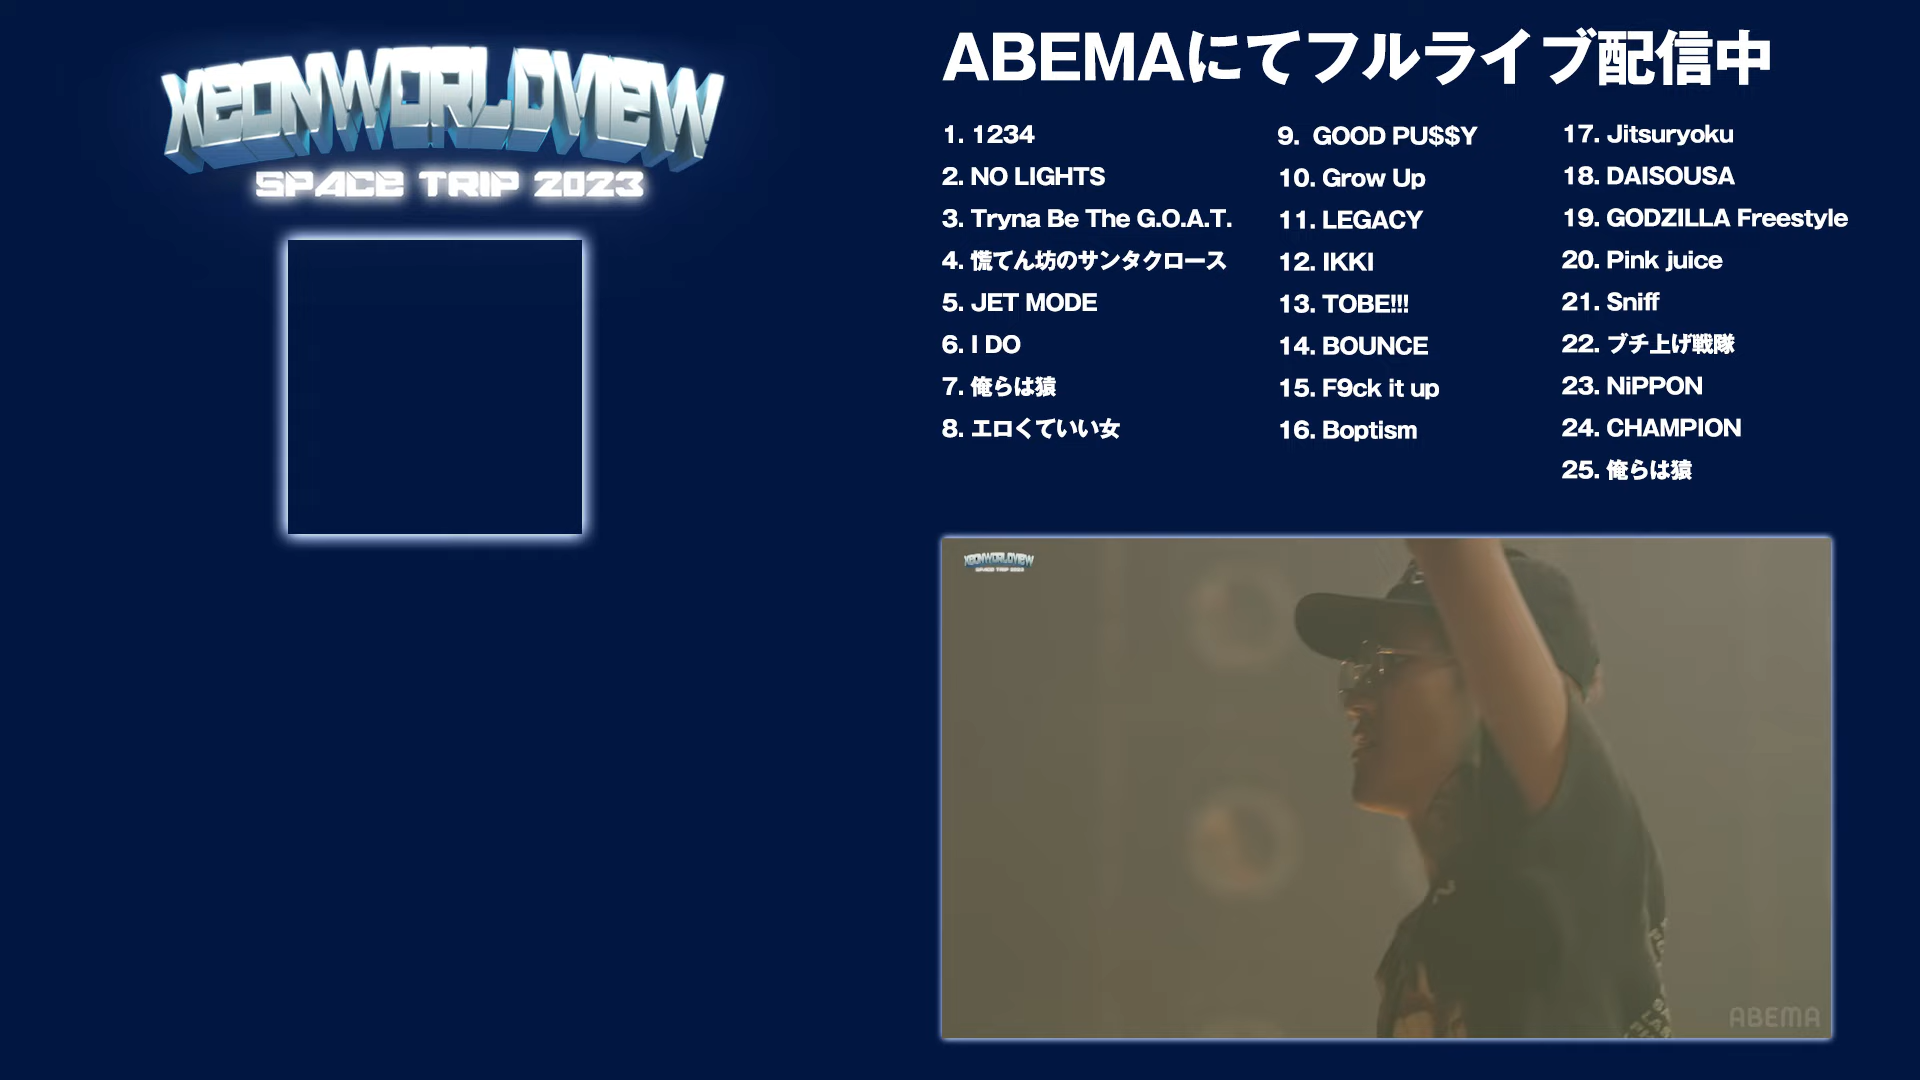 XEONWORLDVIEW
SPACE TRIP 2023
ABEMAにてフルライブ配信中
1. 1234
2. NO LIGHTS
3. Tryna Be The G.O.A.T.
4. 慌てん坊のサンタクロース
5. JET MODE
6. I DO
7. 俺らは猿
8. エロくていい女
9. GOOD PU$$Y
10. Grow Up
11. LEGACY
12. IKKI
13. TOBE!!!
14. BOUNCE
15. F9ck it up
16. Boptism
17. Jitsuryoku
18. DAISOUSA
19. GODZILLA Freestyle
20. Pink juice
21. Sniff
22. ブチ上げ戦隊
23. NiPPON
24. CHAMPION
25. 俺らは猿
XEONWORLDVIEW
SPACE TRIP 2023
ABEMA